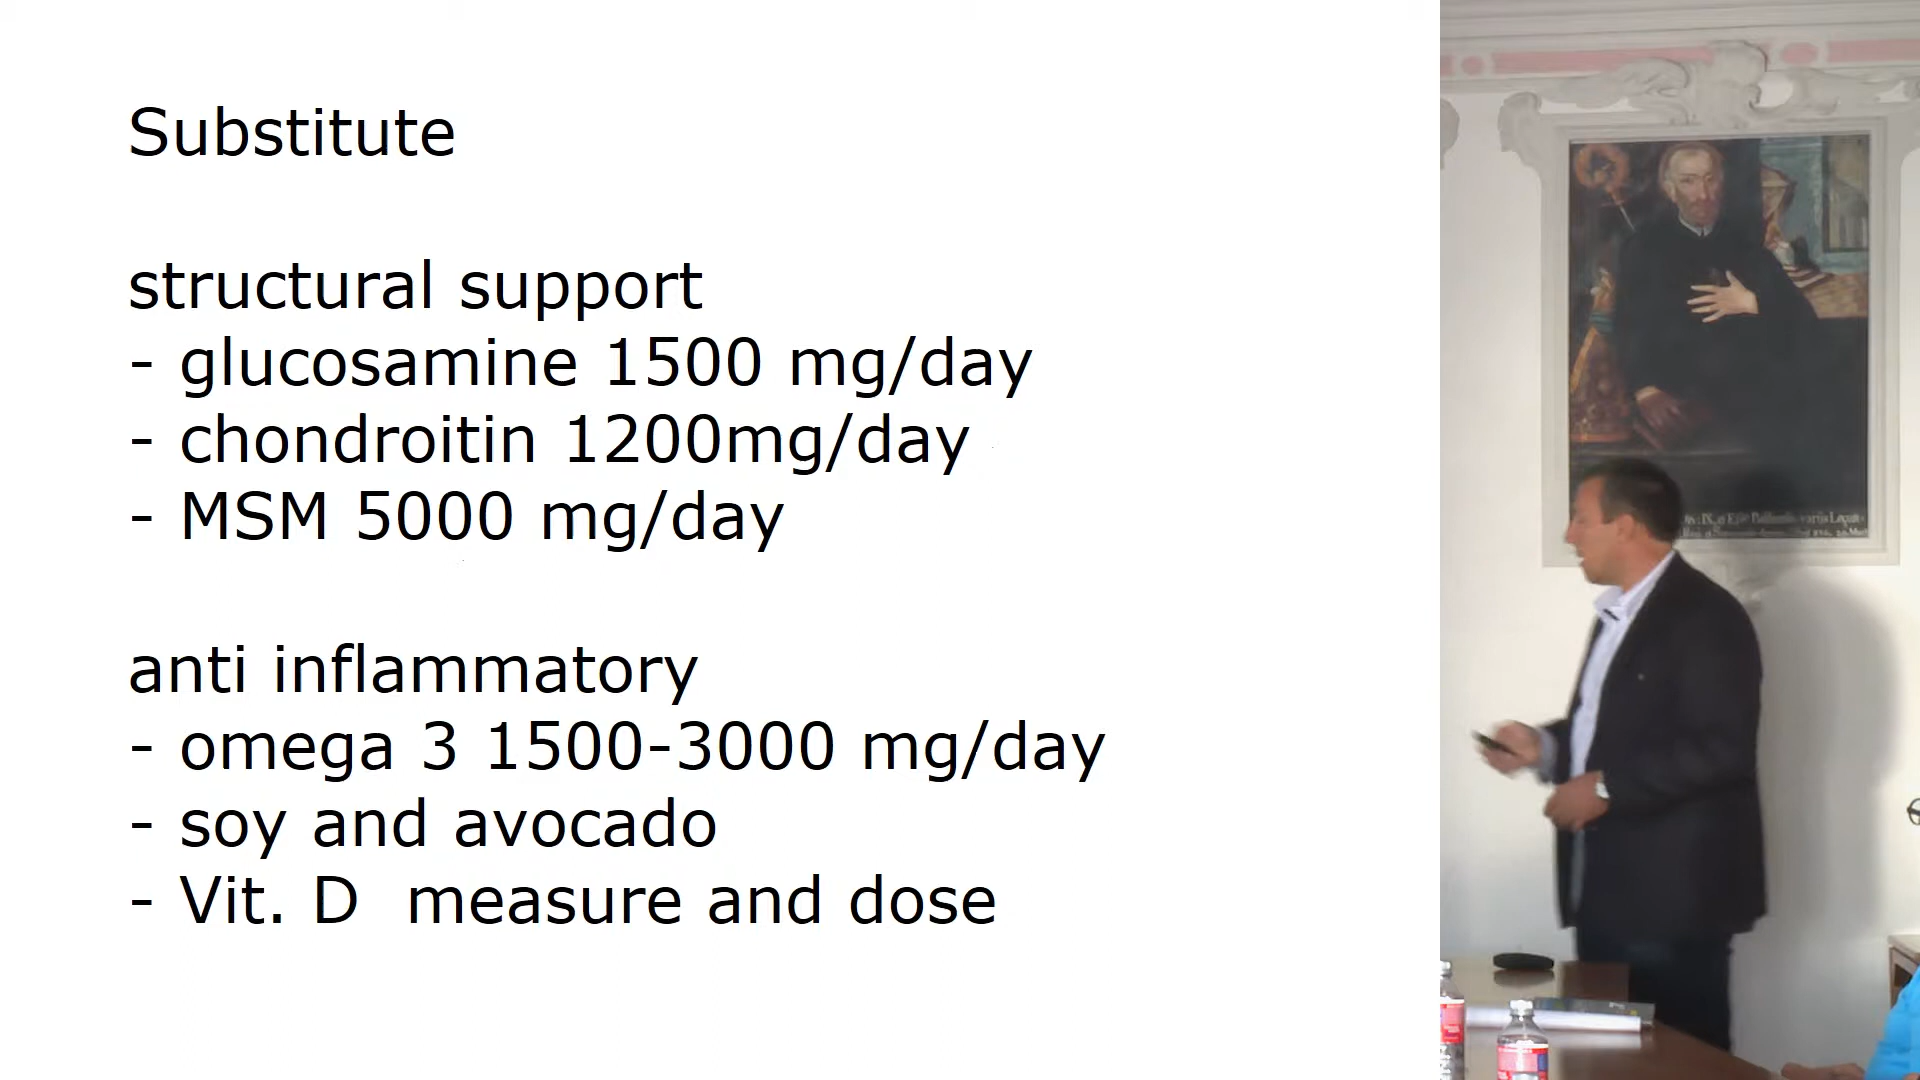 Substitute
structural support
- glucosamine 1500 mg/day
- chondroitin 1200mg/day
- MSM 5000 mg/day
anti inflammatory
- omega 3 1500-3000 mg/day
- soy and avocado
- Vit. D  measure and dose